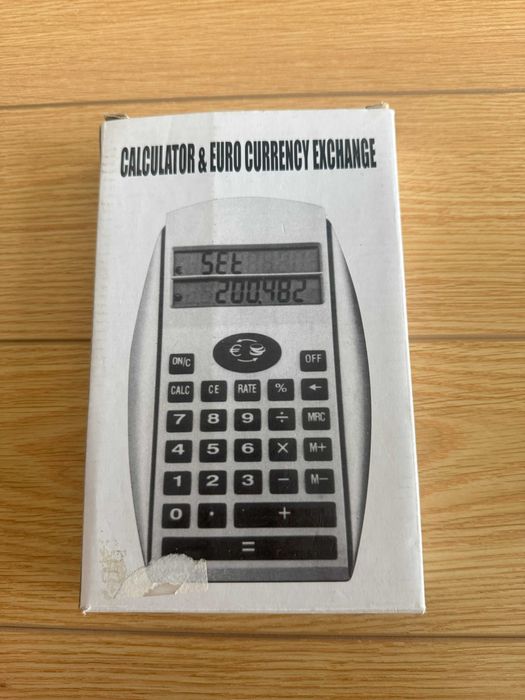 CALCULATOR & EURO CURRENCY EXCHANGE
€ SEt
200.482
€
ON/C OFF
CALC CE RATE % ←
7 8 9 ÷ MRC
4 5 6 × M+
1 2 3 − M−
0 . +
=